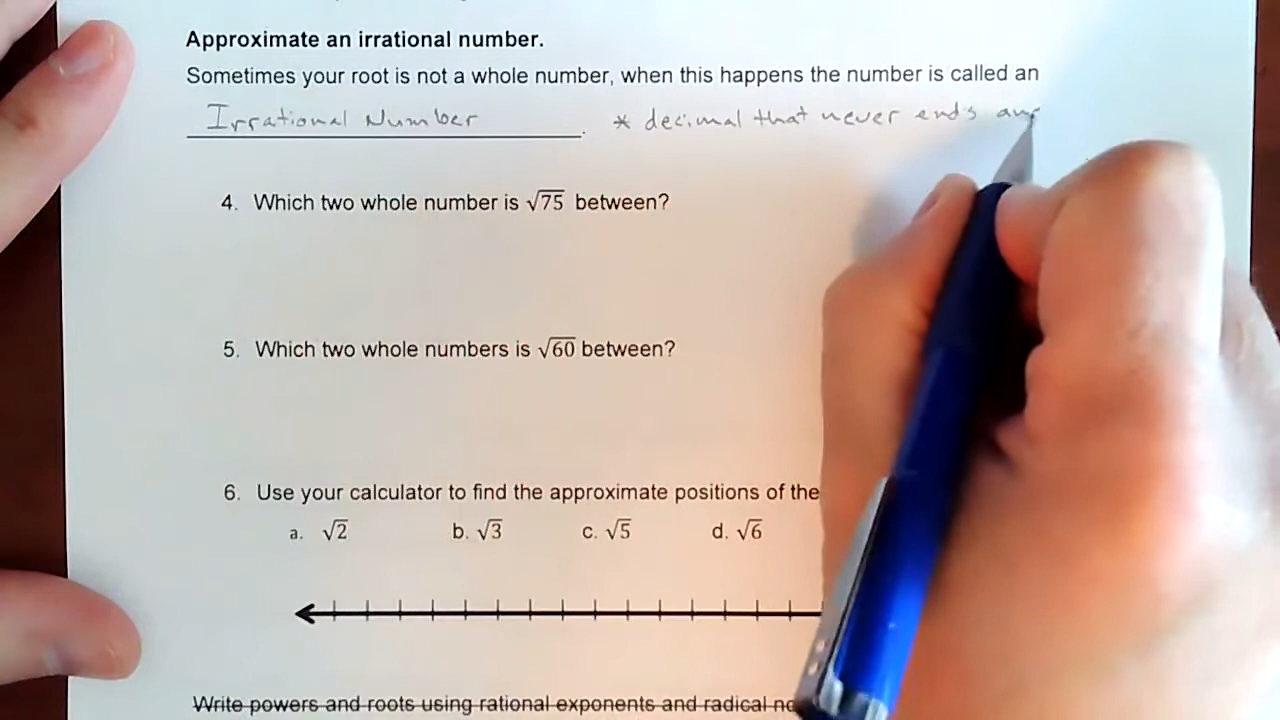 Approximate an irrational number.
Sometimes your root is not a whole number, when this happens the number is called an
Irrational Number . * decimal that never ends
4. Which two whole number is √75 between?
5. Which two whole numbers is √60 between?
6. Use your calculator to find the approximate positions of the
a. √2 b. √3 c. √5 d. √6
Write powers and roots using rational exponents and radical